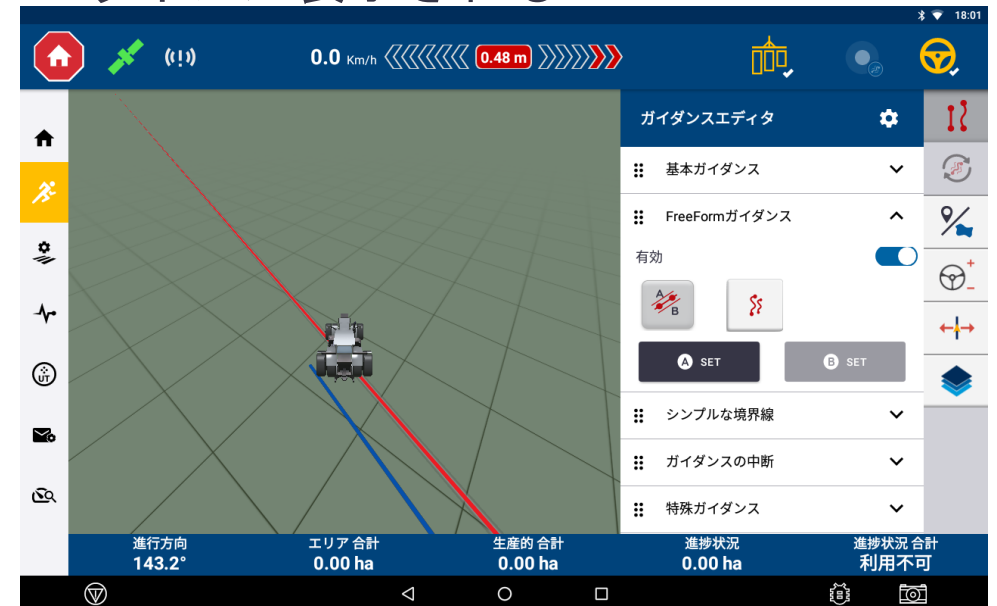 18:01
0.0 Km/h 0.48 m
ガイダンスエディタ
基本ガイダンス
FreeFormガイダンス
有効
A
B
A SET B SET
シンプルな境界線
ガイダンスの中断
特殊ガイダンス
UT
進行方向 エリア 合計 生産的 合計 進捗状況 進捗状況 合計
143.2° 0.00 ha 0.00 ha 0.00 ha 利用不可